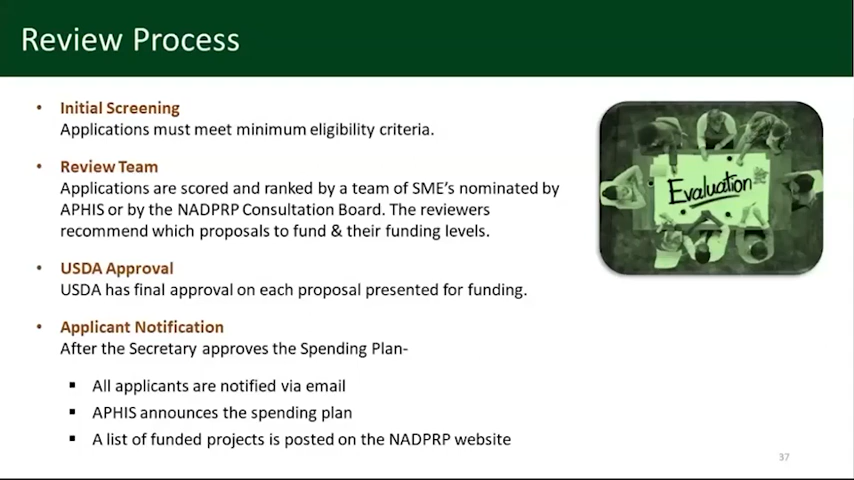 Review Process
• Initial Screening
Applications must meet minimum eligibility criteria.
• Review Team
Applications are scored and ranked by a team of SME's nominated by
APHIS or by the NADPRP Consultation Board. The reviewers
recommend which proposals to fund & their funding levels.
• USDA Approval
USDA has final approval on each proposal presented for funding.
• Applicant Notification
After the Secretary approves the Spending Plan-
▪ All applicants are notified via email
▪ APHIS announces the spending plan
▪ A list of funded projects is posted on the NADPRP website
Evaluation
37